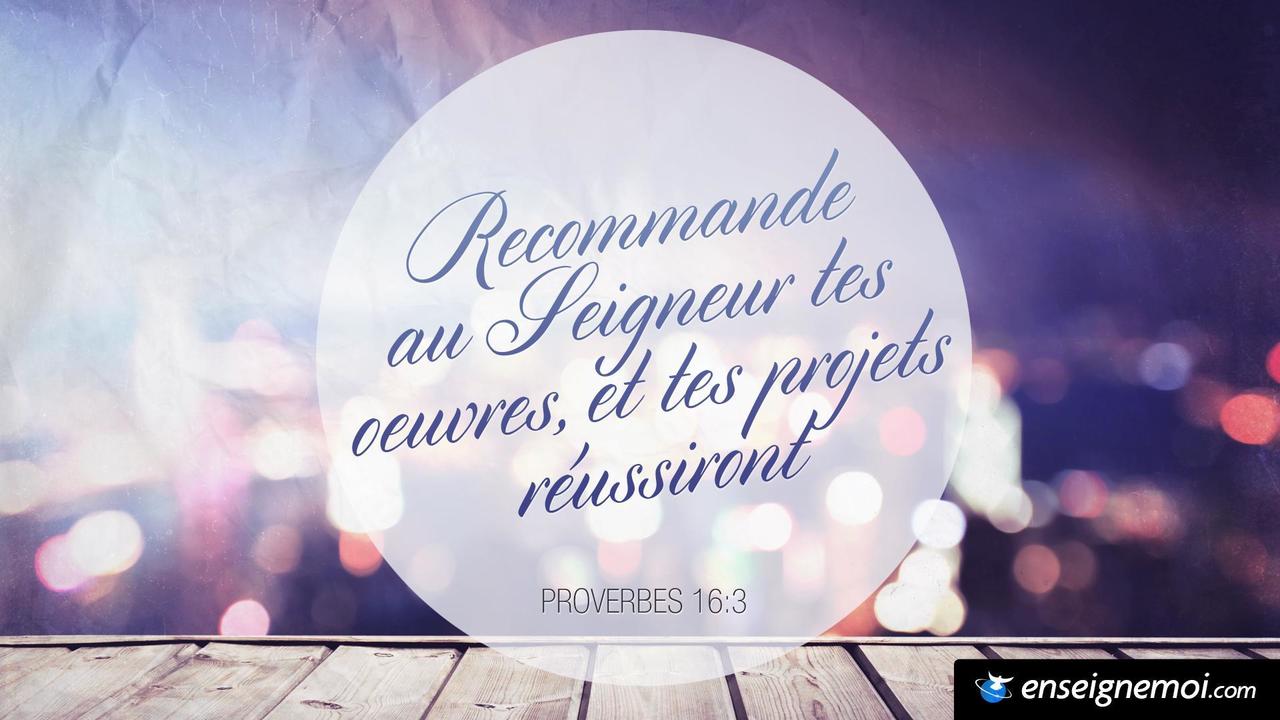 Recommande
au Seigneur tes
oeuvres, et tes projets
réussiront
PROVERBES 16:3
enseignemoi.com